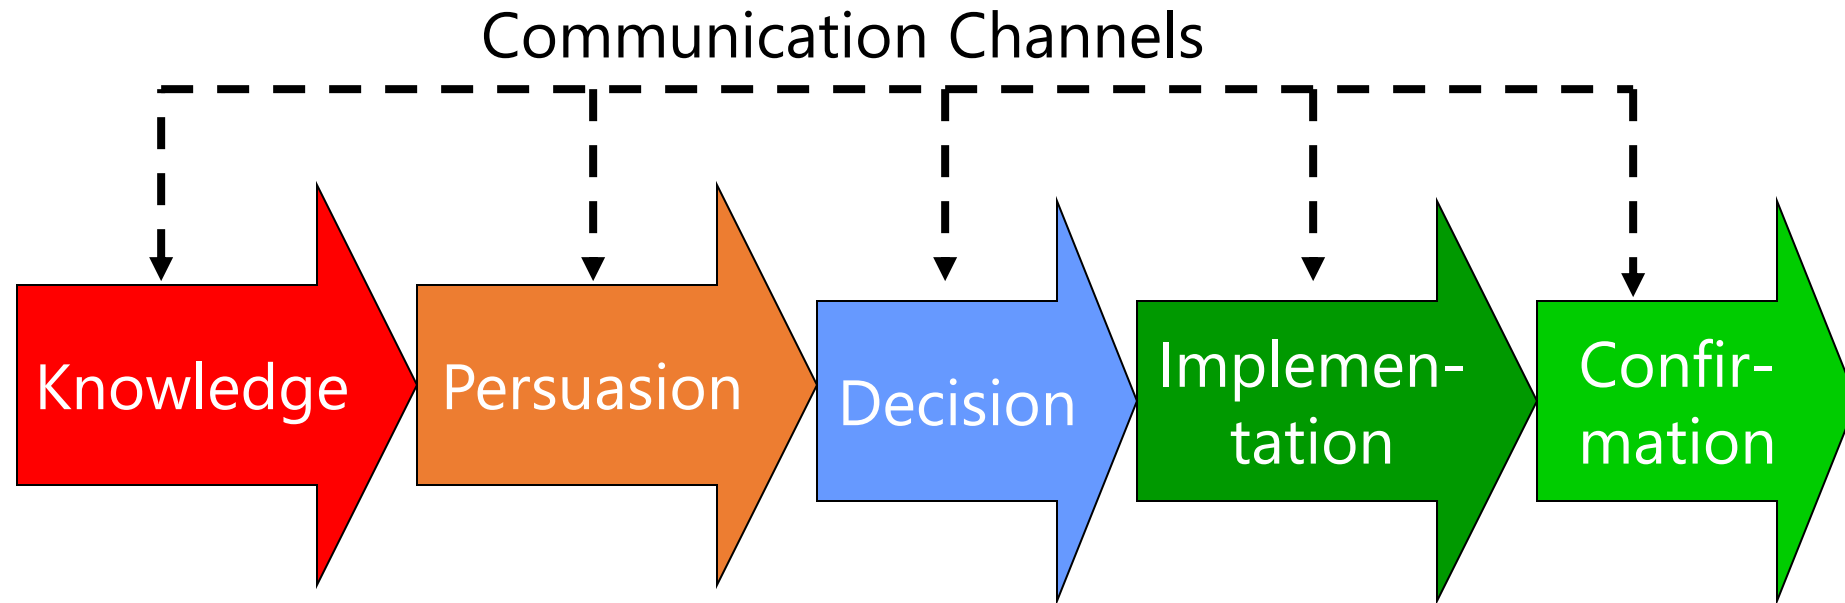 Communication Channels
Knowledge
Persuasion
Decision
Implemen-
tation
Confir-
mation